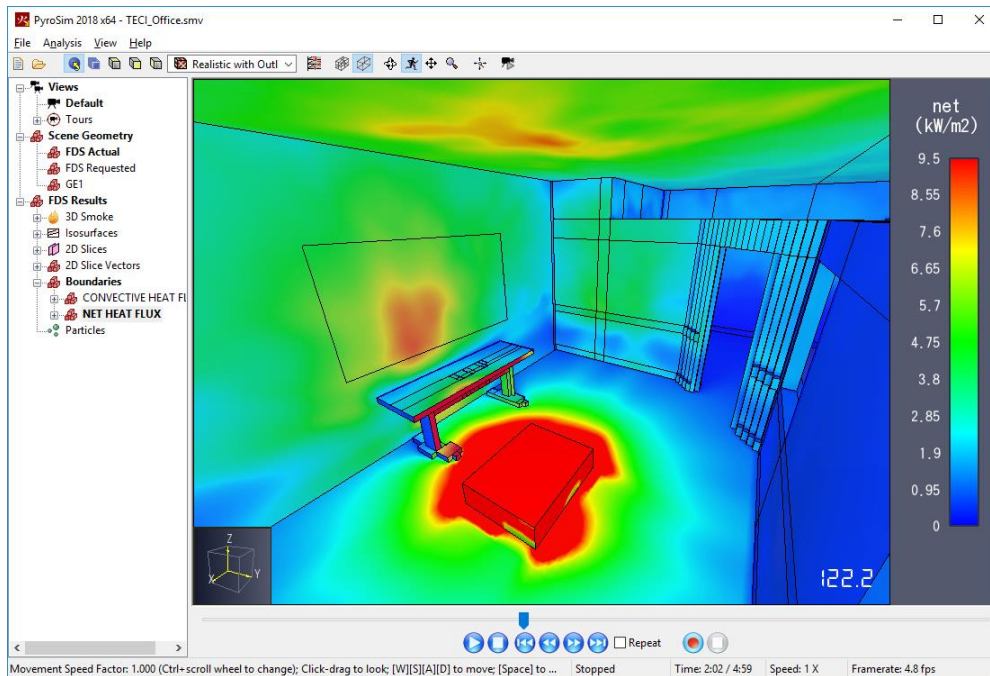 PyroSim 2018 x64 - TECI_Office.smv
File Analysis View Help
Realistic with Outl
Views
Default
Tours
Scene Geometry
FDS Actual
FDS Requested
GE1
FDS Results
3D Smoke
Isosurfaces
2D Slices
2D Slice Vectors
Boundaries
CONVECTIVE HEAT FL
NET HEAT FLUX
Particles
net
(kW/m2)
9.5
8.55
7.6
6.65
5.7
4.75
3.8
2.85
1.9
0.95
0
Z
X
Y
122.2
Repeat
Movement Speed Factor: 1.000 (Ctrl+scroll wheel to change); Click-drag to look; [W][S][A][D] to move; [Space] to ... Stopped Time: 2:02 / 4:59 Speed: 1 X Framerate: 4.8 fps